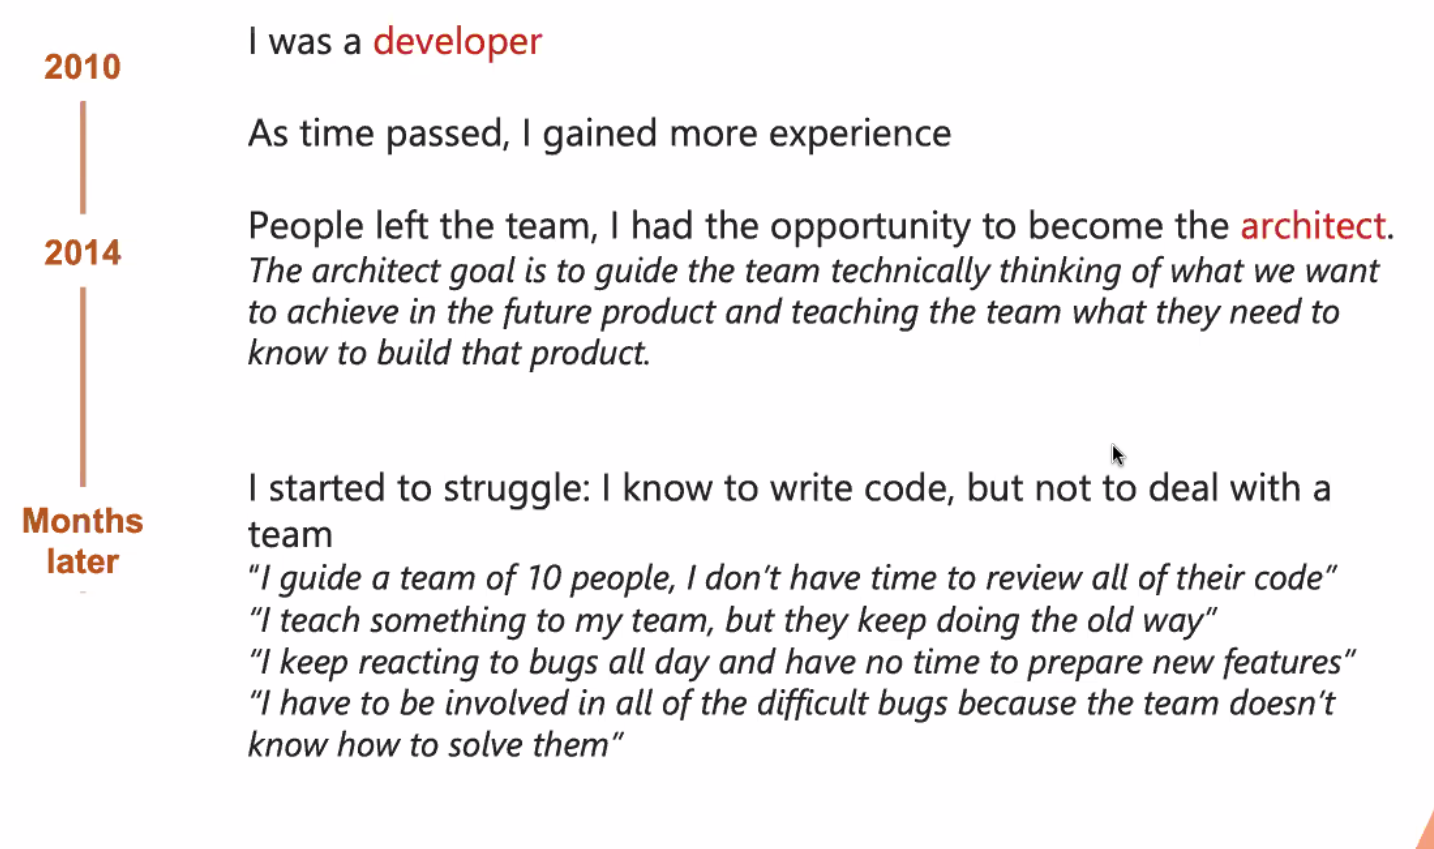 I was a developer
2010
As time passed, I gained more experience
People left the team, I had the opportunity to become the architect.
2014
The architect goal is to guide the team technically thinking of what we want
to achieve in the future product and teaching the team what they need to
know to build that product.
I started to struggle: I know to write code, but not to deal with a
team
Months
later
“I guide a team of 10 people, I don’t have time to review all of their code”
“I teach something to my team, but they keep doing the old way”
“I keep reacting to bugs all day and have no time to prepare new features”
“I have to be involved in all of the difficult bugs because the team doesn’t
know how to solve them”